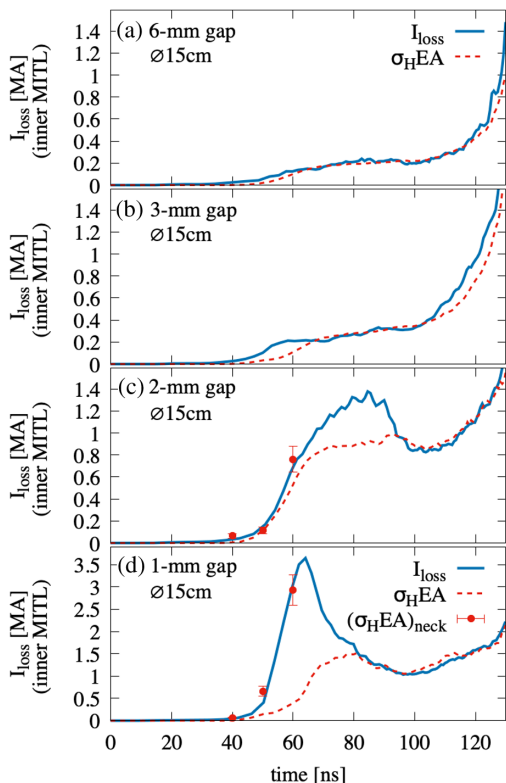 (a) 6-mm gap
Ø15cm
I_loss
σ_HEA
I_loss [MA]
(inner MITL)
1.4
1.2
1
0.8
0.6
0.4
0.2
0
(b) 3-mm gap
Ø15cm
I_loss [MA]
(inner MITL)
1.4
1.2
1
0.8
0.6
0.4
0.2
0
(c) 2-mm gap
Ø15cm
I_loss [MA]
(inner MITL)
1.4
1.2
1
0.8
0.6
0.4
0.2
0
(d) 1-mm gap
Ø15cm
I_loss
σ_HEA
(σ_HEA)_neck
I_loss [MA]
(inner MITL)
3.5
3
2.5
2
1.5
1
0.5
0
0 20 40 60 80 100 120
time [ns]